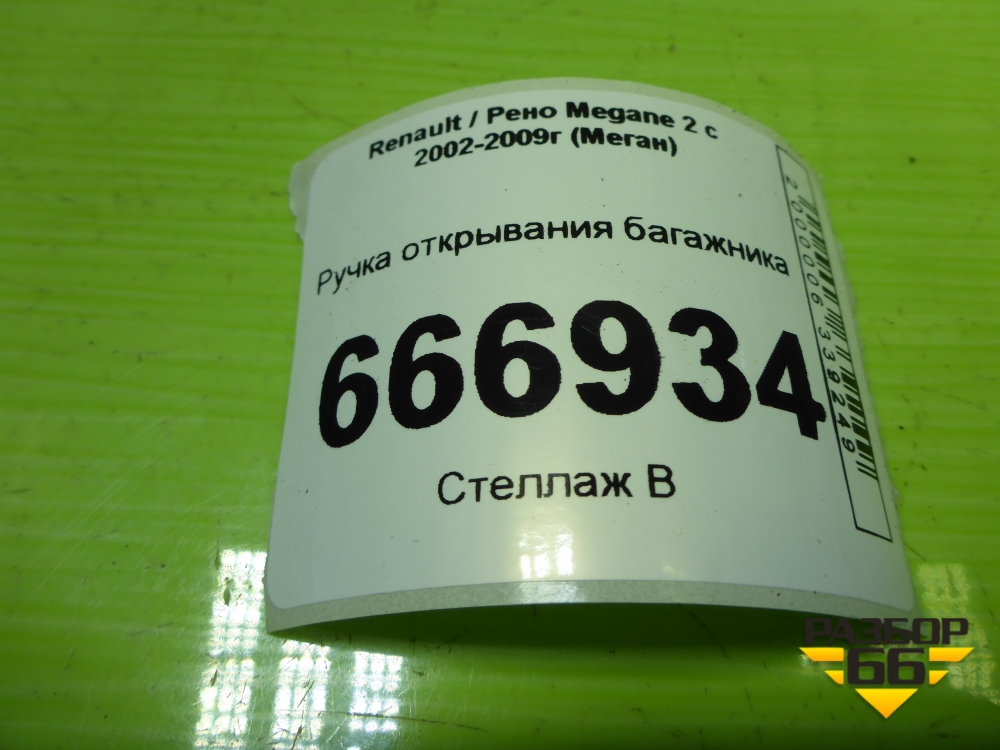 Renault / Рено Megane 2 с
2002-2009г (Меган)
Ручка открывания багажника
666934
Стеллаж В
2000006339249
РАЗБОР
66